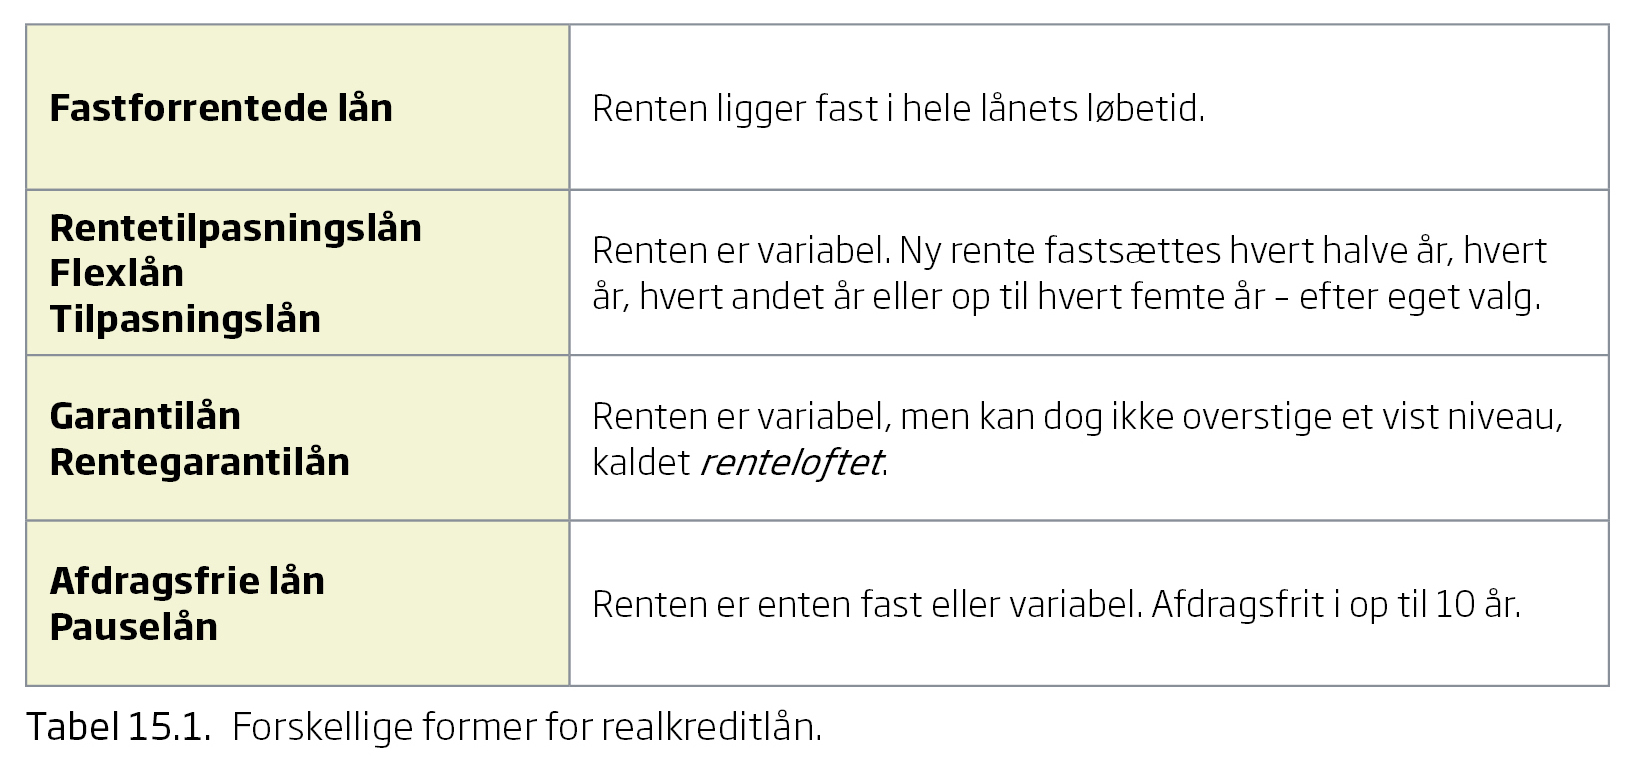 Fastforrentede lån
Renten ligger fast i hele lånets løbetid.
Rentetilpasningslån
Flexlån
Tilpasningslån
Renten er variabel. Ny rente fastsættes hvert halve år, hvert
år, hvert andet år eller op til hvert femte år – efter eget valg.
Garantilån
Rentegarantilån
Renten er variabel, men kan dog ikke overstige et vist niveau,
kaldet renteloftet.
Afdragsfrie lån
Pauselån
Renten er enten fast eller variabel. Afdragsfrit i op til 10 år.
Tabel 15.1. Forskellige former for realkreditlån.